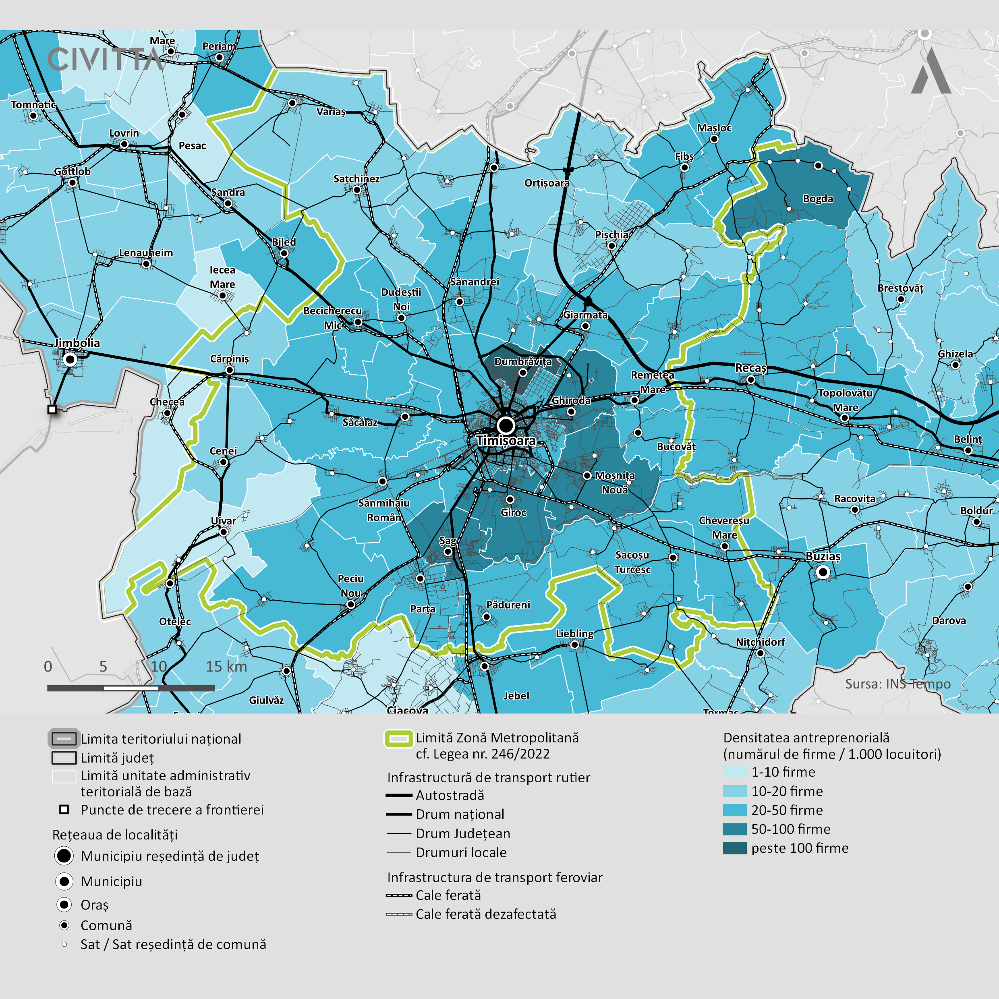 Mare
Periam
CIVITTA
Tomnatic
Variaș
Lovrin
Pesac
Mașloc
Fibș
Gottlob
Satchinez
Orțișoara
Șandra
Bogda
Pișchia
Biled
Lenauheim
Iecea
Mare
Sânandrei
Brestovăț
Dudeștii
Noi
Becicherecu
Mic
Giarmata
Jimbolia
Ghizela
Cărpiniș
Dumbrăvița
Recaș
Remetea
Mare
Topolovățu
Mare
Checea
Ghiroda
Săcălaz
Timișoara
Belinț
Bucovăț
Cenei
Moșnița
Nouă
Sânmihaiu
Român
Racovița
Giroc
Boldur
Uivar
Chevereșu
Mare
Șag
Sacoșu
Turcesc
Buziaș
Peciu
Nou
Pădureni
Parța
Otelec
Darova
Liebling
Nițchidorf
0 5 10 15 km
Sursa: INS Tempo
Giulvăz
Jebel
Ciacova
Tormac
Limita teritoriului național
Limită județ
Limită unitate administrativ
teritorială de bază
Puncte de trecere a frontierei
Rețeaua de localități
Municipiu reședință de județ
Municipiu
Oraș
Comună
Sat / Sat reședință de comună
Limită Zonă Metropolitană
cf. Legea nr. 246/2022
Infrastructură de transport rutier
Autostradă
Drum național
Drum Județean
Drumuri locale
Infrastructura de transport feroviar
Cale ferată
Cale ferată dezafectată
Densitatea antreprenorială
(numărul de firme / 1.000 locuitori)
1-10 firme
10-20 firme
20-50 firme
50-100 firme
peste 100 firme